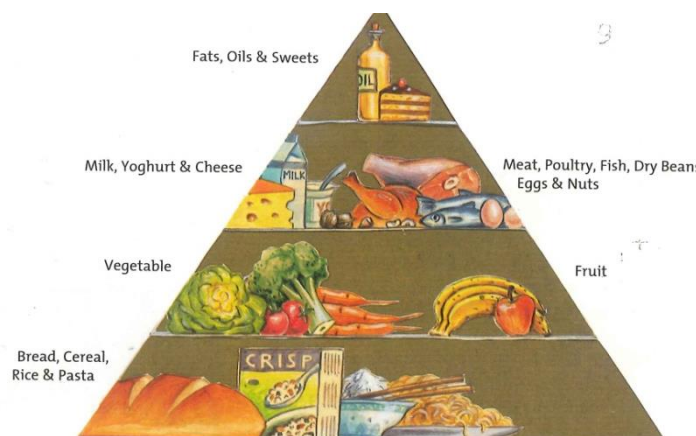 Fats, Oils & Sweets
OIL
Milk, Yoghurt & Cheese
MILK
YO
Meat, Poultry, Fish, Dry Beans
Eggs & Nuts
Vegetable
Fruit
Bread, Cereal,
Rice & Pasta
CRISP